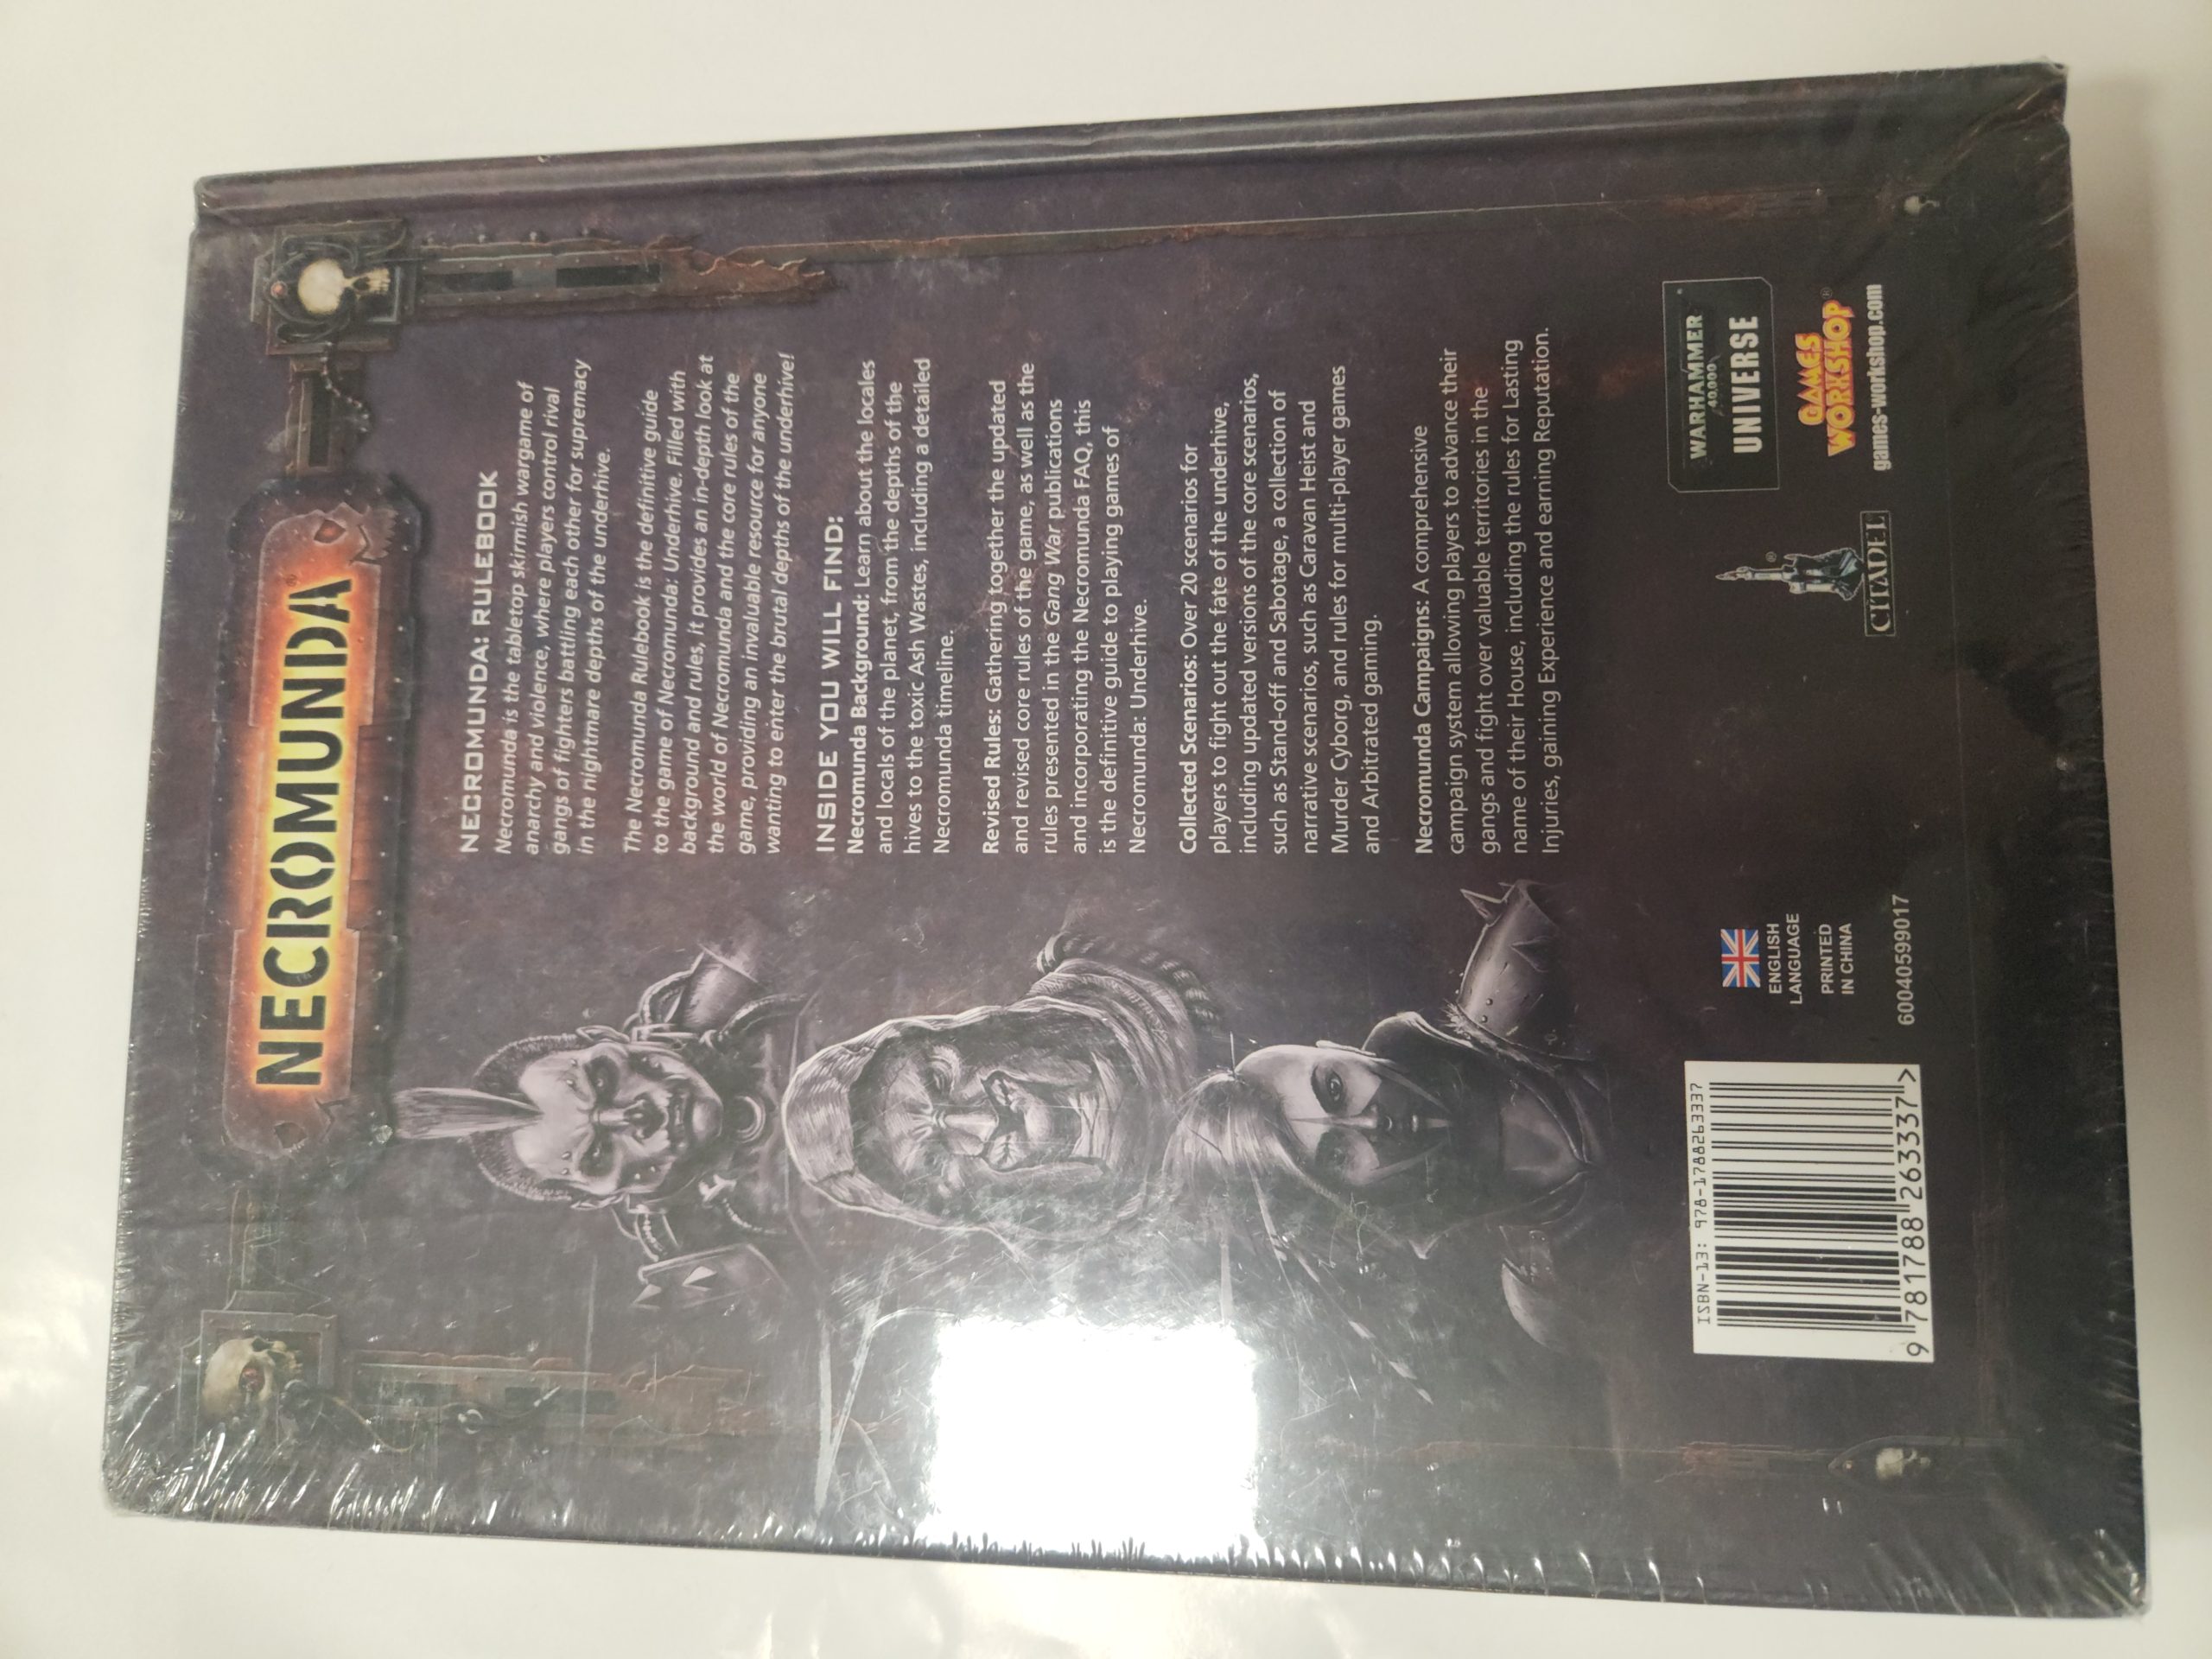 NECROMUNDA®
NECROMUNDA: RULEBOOK
Necromunda is the tabletop skirmish wargame of
anarchy and violence, where players control rival
gangs of fighters battling each other for supremacy
in the nightmare depths of the underhive.
The Necromunda Rulebook is the definitive guide
to the game of Necromunda: Underhive. Filled with
background and rules, it provides an in-depth look at
the world of Necromunda and the core rules of the
game, providing an invaluable resource for anyone
wanting to enter the brutal depths of the underhive!
INSIDE YOU WILL FIND:
Necromunda Background: Learn about the locales
and locals of the planet, from the depths of the
hives to the toxic Ash Wastes, including a detailed
Necromunda timeline.
Revised Rules: Gathering together the updated
and revised core rules of the game, as well as the
rules presented in the Gang War publications
and incorporating the Necromunda FAQ, this
is the definitive guide to playing games of
Necromunda: Underhive.
Collected Scenarios: Over 20 scenarios for
players to fight out the fate of the underhive,
including updated versions of the core scenarios,
such as Stand-off and Sabotage, a collection of
narrative scenarios, such as Caravan Heist and
Murder Cyborg, and rules for multi-player games
and Arbitrated gaming.
Necromunda Campaigns: A comprehensive
campaign system allowing players to advance their
gangs and fight over valuable territories in the
name of their House, including the rules for Lasting
Injuries, gaining Experience and earning Reputation.
ISBN-13: 978-1788263337
9 781788 263337 >
ENGLISH
LANGUAGE
PRINTED
IN CHINA
60040599017
®
CITADEL
WARHAMMER
40,000
UNIVERSE
GAMES
WORKSHOP®
games-workshop.com